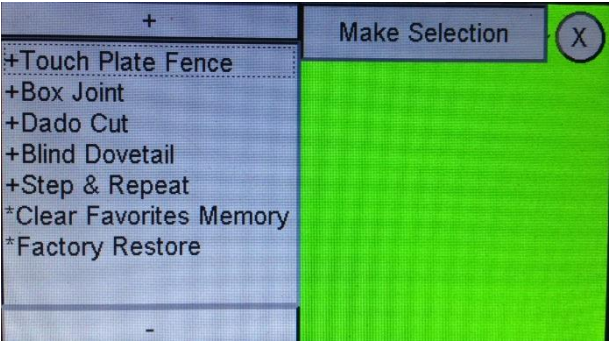 +
Make Selection
X
+Touch Plate Fence
+Box Joint
+Dado Cut
+Blind Dovetail
+Step & Repeat
*Clear Favorites Memory
*Factory Restore
-